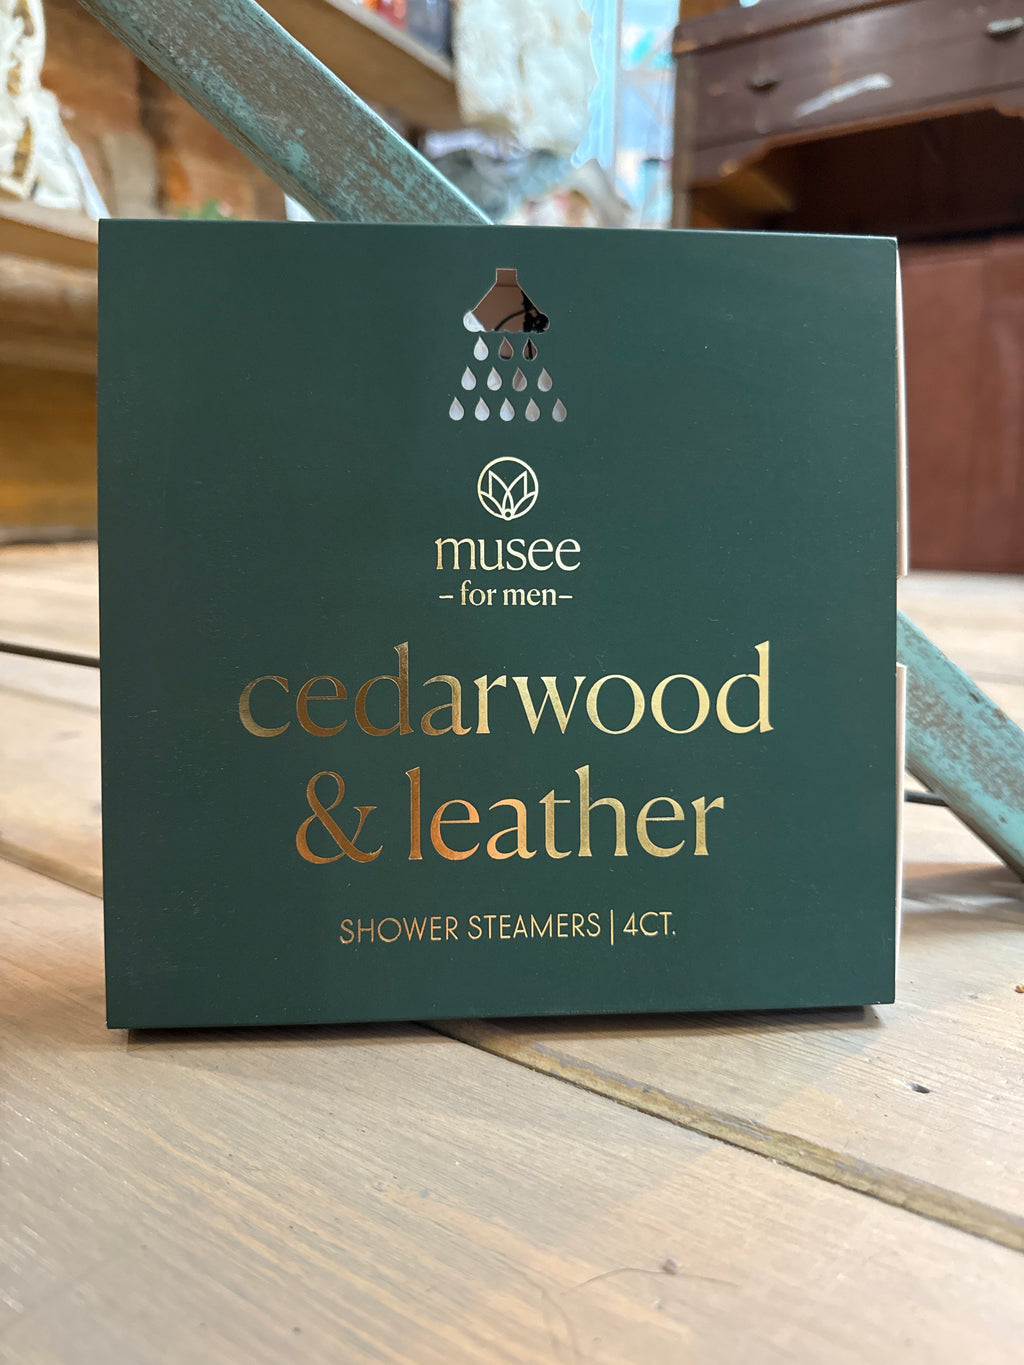 musee
– for men –
cedarwood
& leather
SHOWER STEAMERS | 4CT.